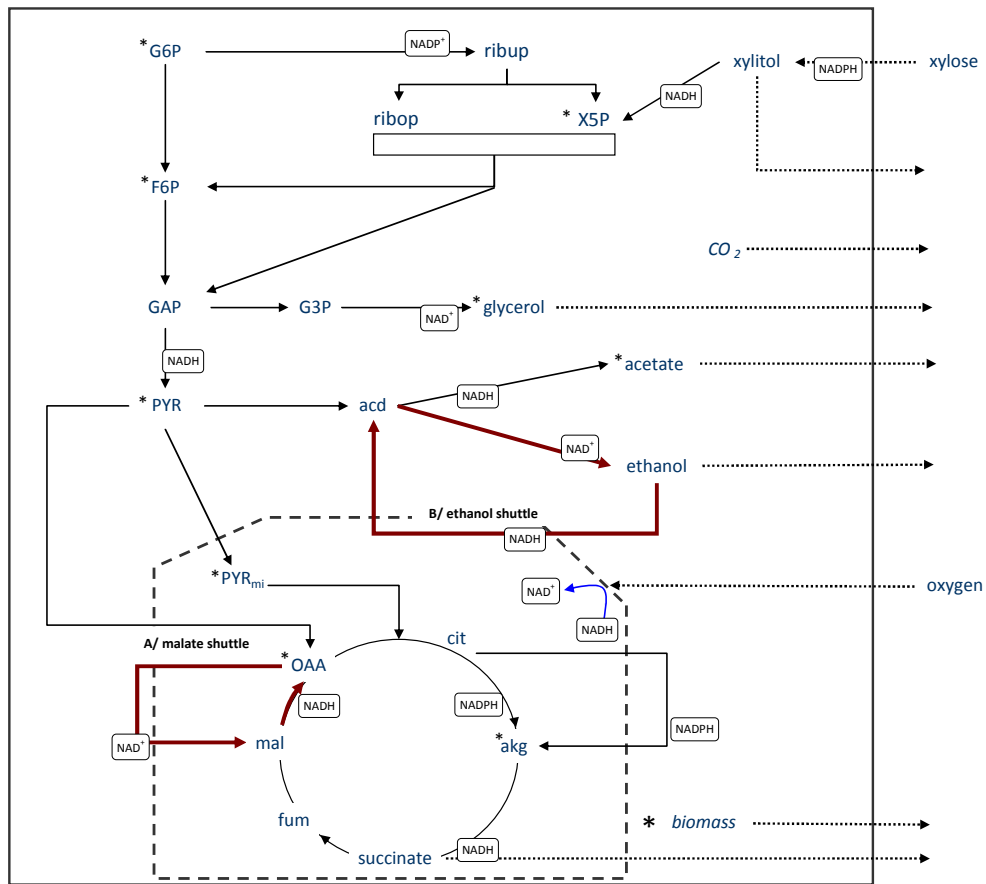 *G6P
NADP+
ribup
xylitol
NADPH
xylose
NADH
ribop
* X5P
*F6P
CO 2
GAP
G3P
NAD+
*glycerol
NADH
*acetate
* PYR
acd
NADH
NAD+
ethanol
B/ ethanol shuttle
NADH
*PYRmi
NAD+
oxygen
NADH
cit
A/ malate shuttle
*OAA
NADH
NADPH
NADPH
NAD+
mal
*akg
fum
* biomass
succinate
NADH